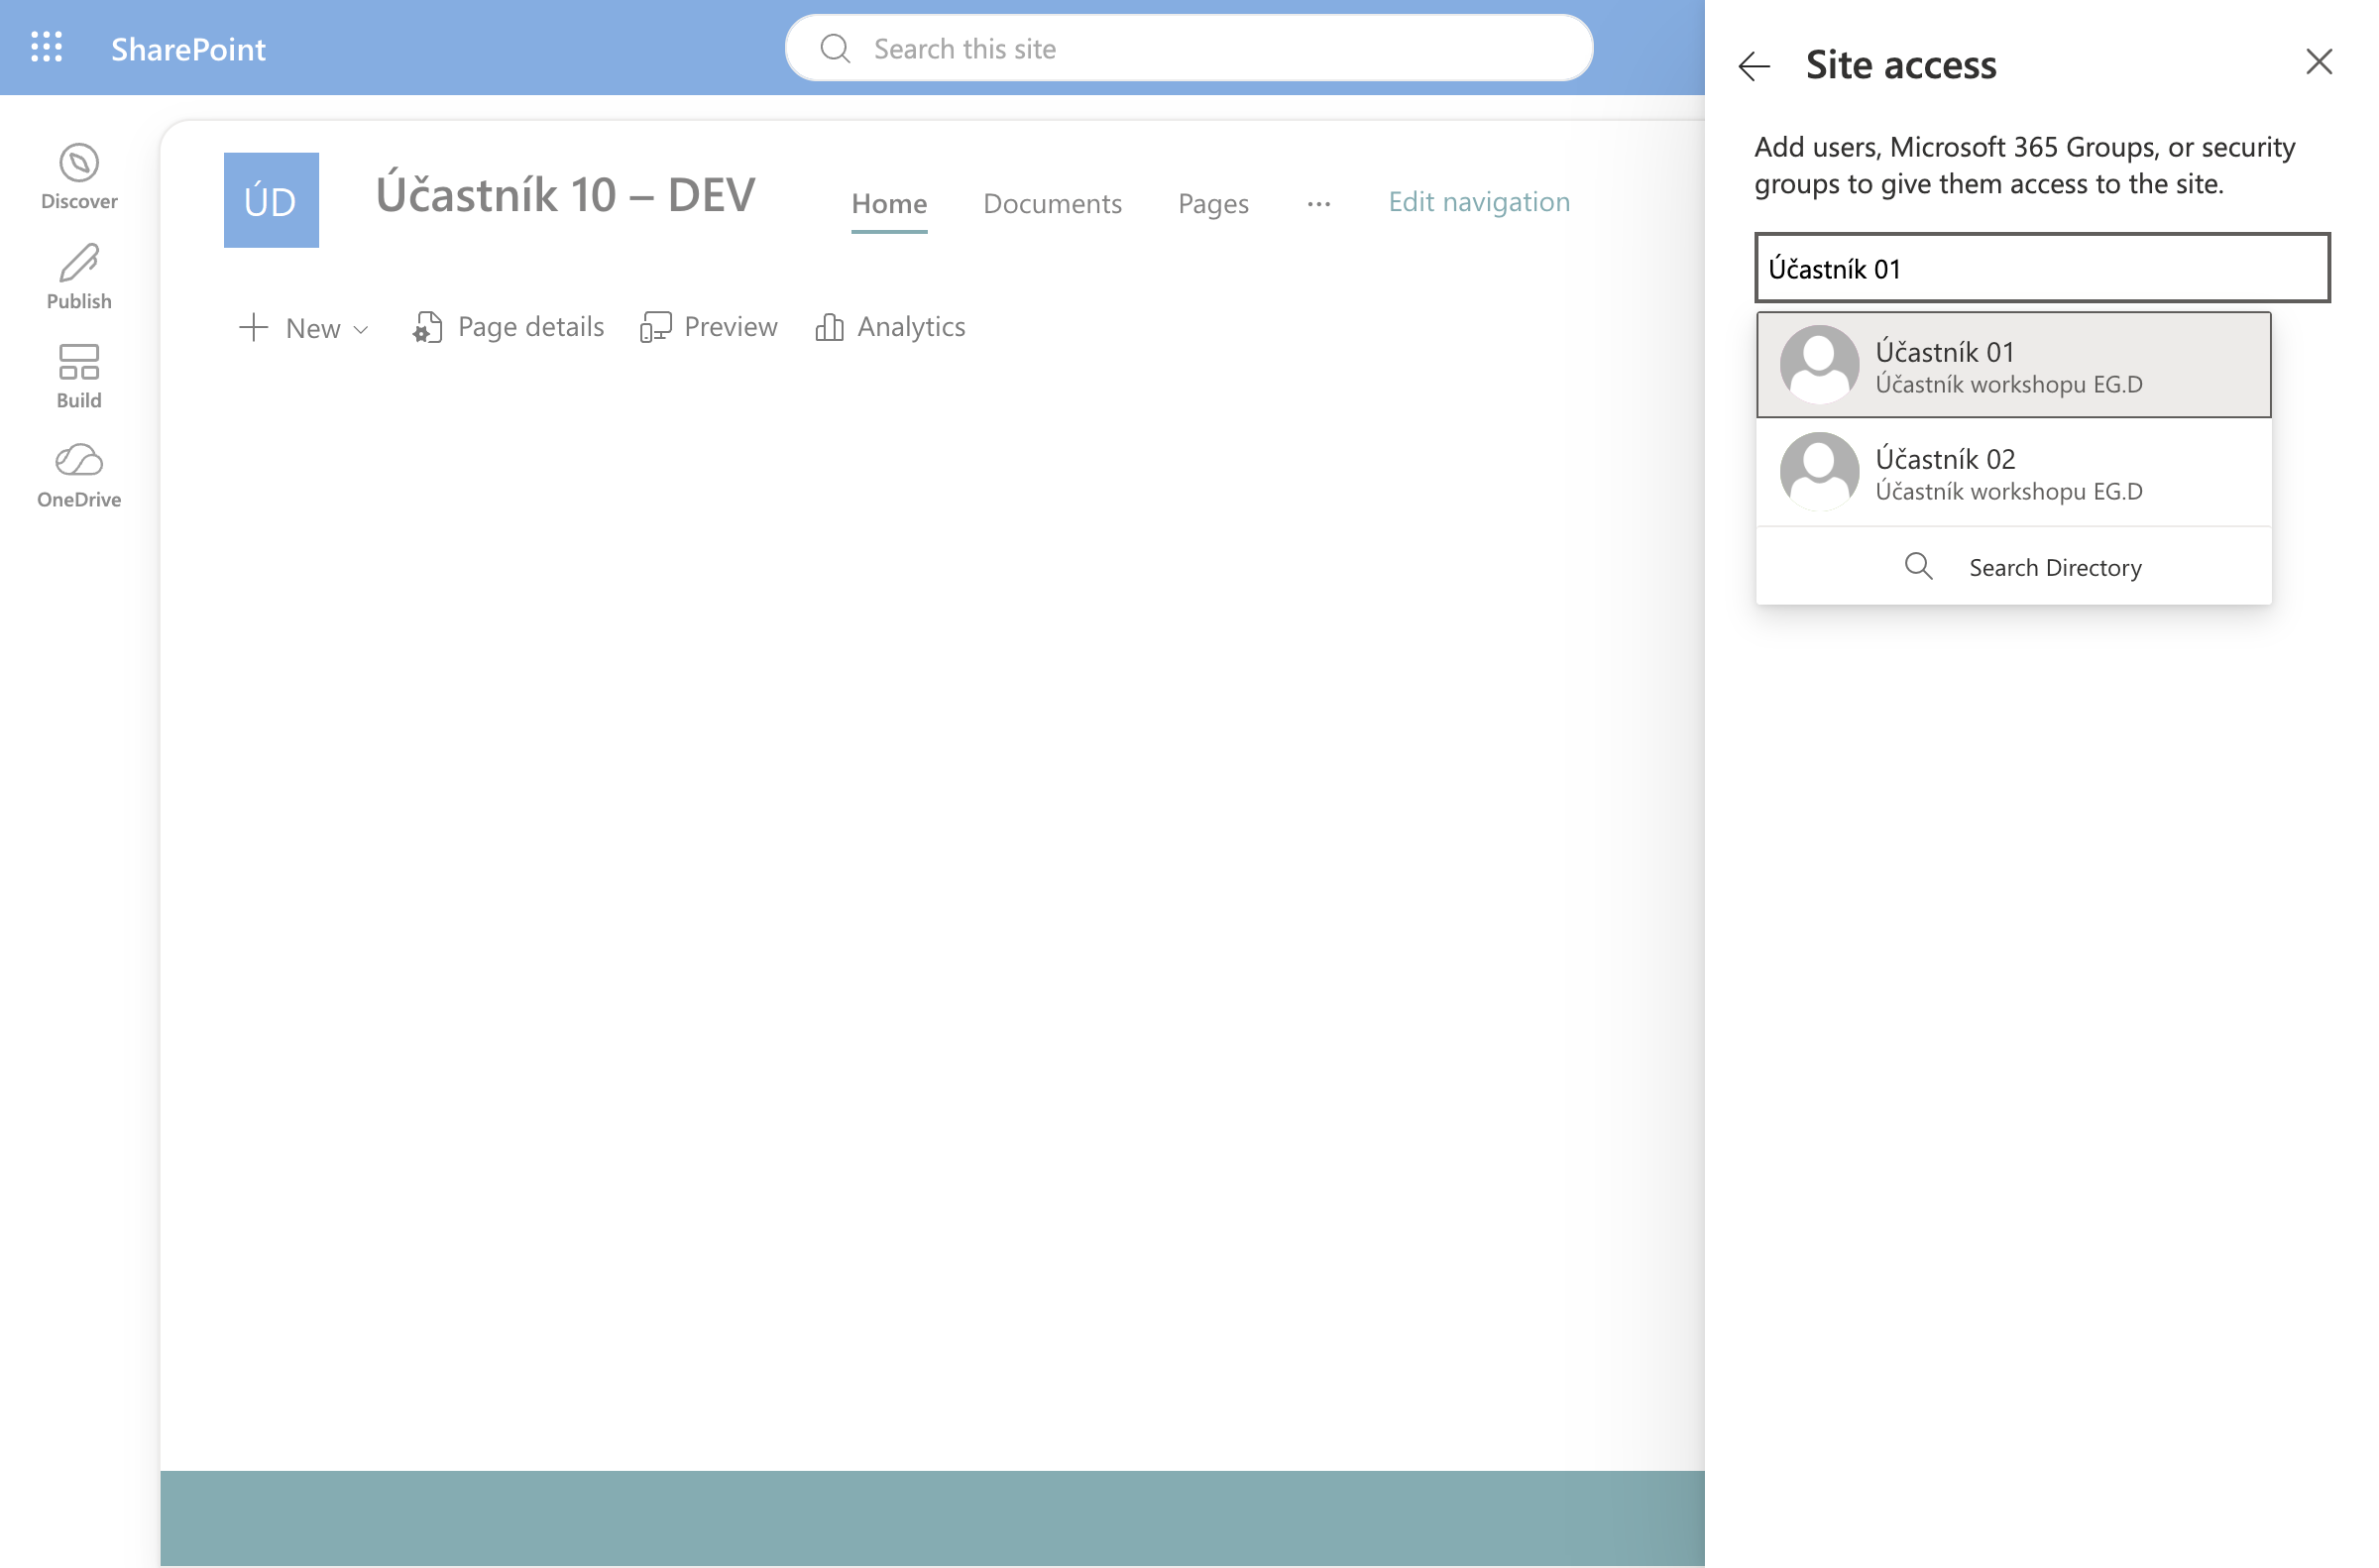 SharePoint
Search this site
Discover
Publish
Build
OneDrive
ÚD
Účastník 10 – DEV
Home
Documents
Pages
...
Edit navigation
New
Page details
Preview
Analytics
Site access
Add users, Microsoft 365 Groups, or security
groups to give them access to the site.
Účastník 01
Účastník 01
Účastník workshopu EG.D
Účastník 02
Účastník workshopu EG.D
Search Directory